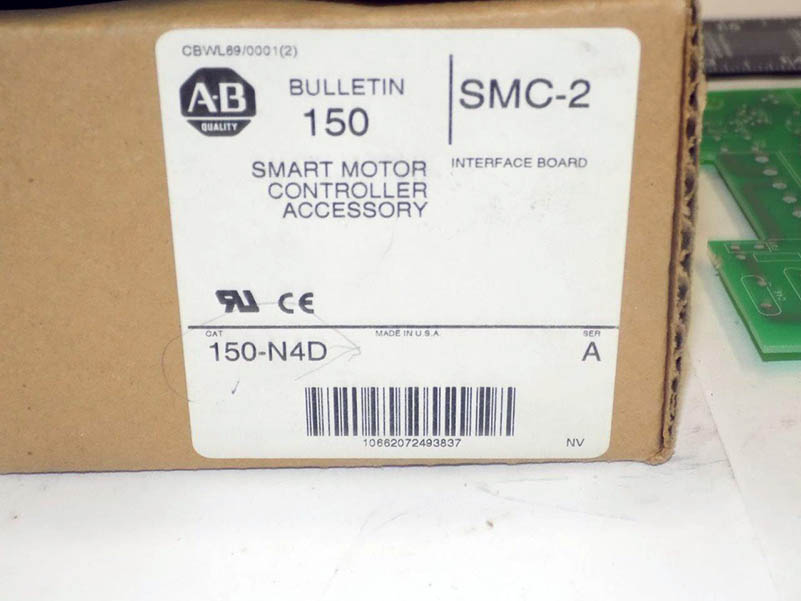 CBWL69/0001(2)
A-B
QUALITY
BULLETIN
150
SMC-2
SMART MOTOR
CONTROLLER
ACCESSORY
INTERFACE BOARD
CE
CAT
MADE IN U.S.A.
SER
150-N4D
A
10662072493837
NV